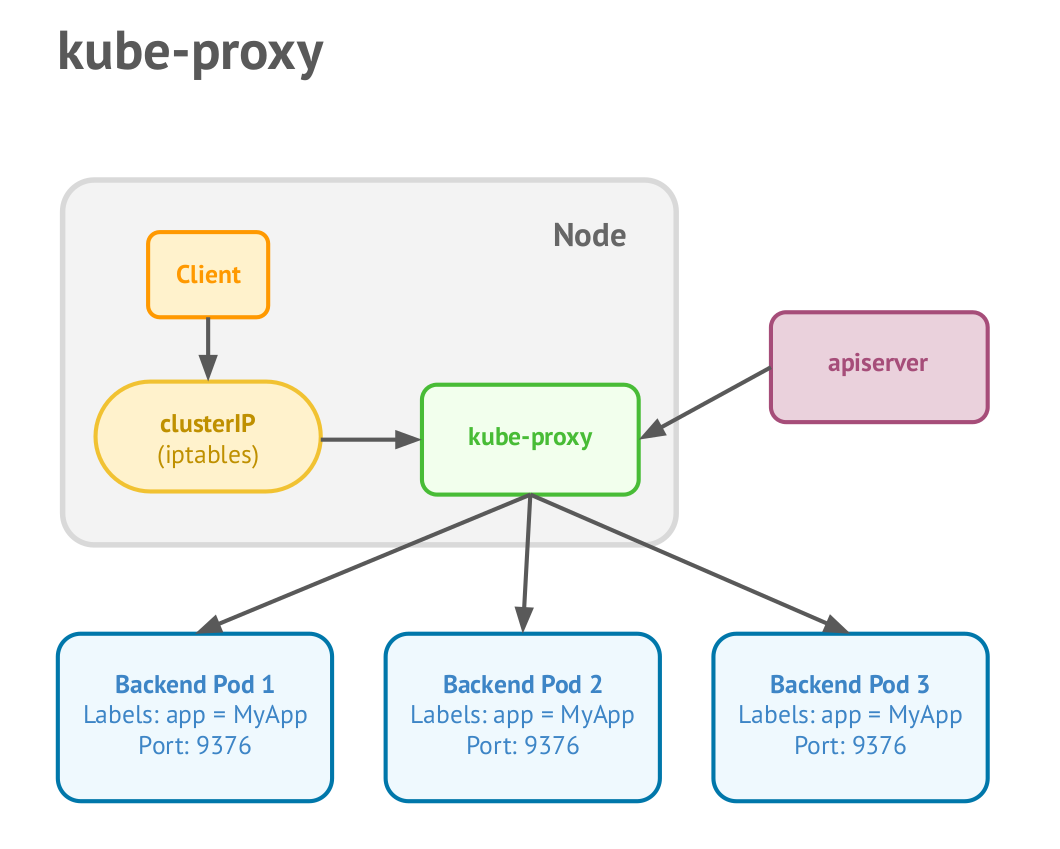 kube-proxy
Node
Client
clusterIP
(iptables)
kube-proxy
apiserver
Backend Pod 1
Labels: app = MyApp
Port: 9376
Backend Pod 2
Labels: app = MyApp
Port: 9376
Backend Pod 3
Labels: app = MyApp
Port: 9376